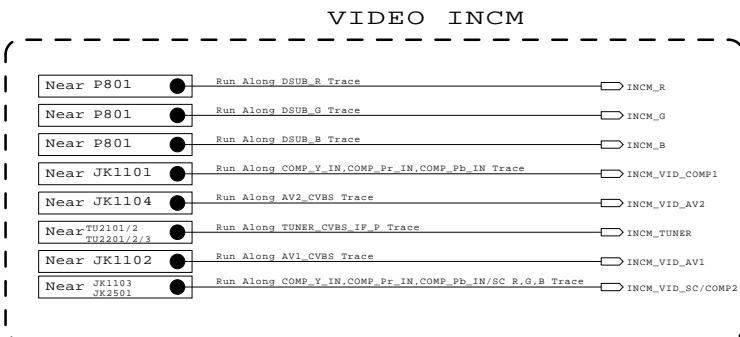 VIDEO INCM
Near P801 Run Along DSUB_R Trace INCM_R
Near P801 Run Along DSUB_G Trace INCM_G
Near P801 Run Along DSUB_B Trace INCM_B
Near JK1101 Run Along COMP_Y_IN,COMP_Pr_IN,COMP_Pb_IN Trace INCM_VID_COMP1
Near JK1104 Run Along AV2_CVBS Trace INCM_VID_AV2
Near TU2101/2 Run Along TUNER_CVBS_IF_P Trace INCM_TUNER
TU2201/2/3
Near JK1102 Run Along AV1_CVBS Trace INCM_VID_AV1
Near JK1103 Run Along COMP_Y_IN,COMP_Pr_IN,COMP_Pb_IN/SC R,G,B Trace INCM_VID_SC/COMP2
JK2501